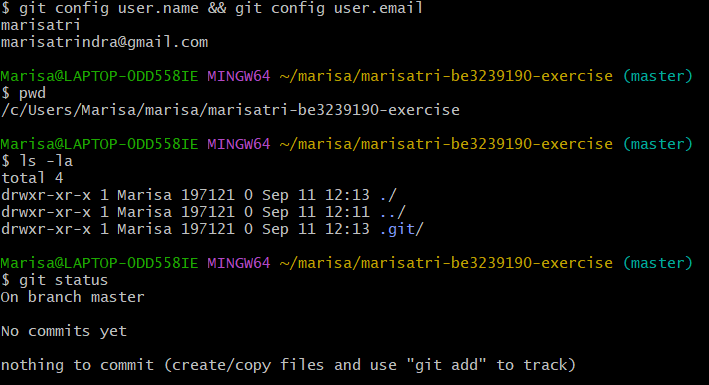 $ git config user.name && git config user.email
marisatri
marisatrindra@gmail.com
Marisa@LAPTOP-ODD558IE MINGW64 ~/marisa/marisatri-be3239190-exercise (master)
$ pwd
/c/Users/Marisa/marisa/marisatri-be3239190-exercise
Marisa@LAPTOP-ODD558IE MINGW64 ~/marisa/marisatri-be3239190-exercise (master)
$ ls -la
total 4
drwxr-xr-x 1 Marisa 197121 0 Sep 11 12:13 ./
drwxr-xr-x 1 Marisa 197121 0 Sep 11 12:11 ../
drwxr-xr-x 1 Marisa 197121 0 Sep 11 12:13 .git/
Marisa@LAPTOP-ODD558IE MINGW64 ~/marisa/marisatri-be3239190-exercise (master)
$ git status
On branch master
No commits yet
nothing to commit (create/copy files and use "git add" to track)